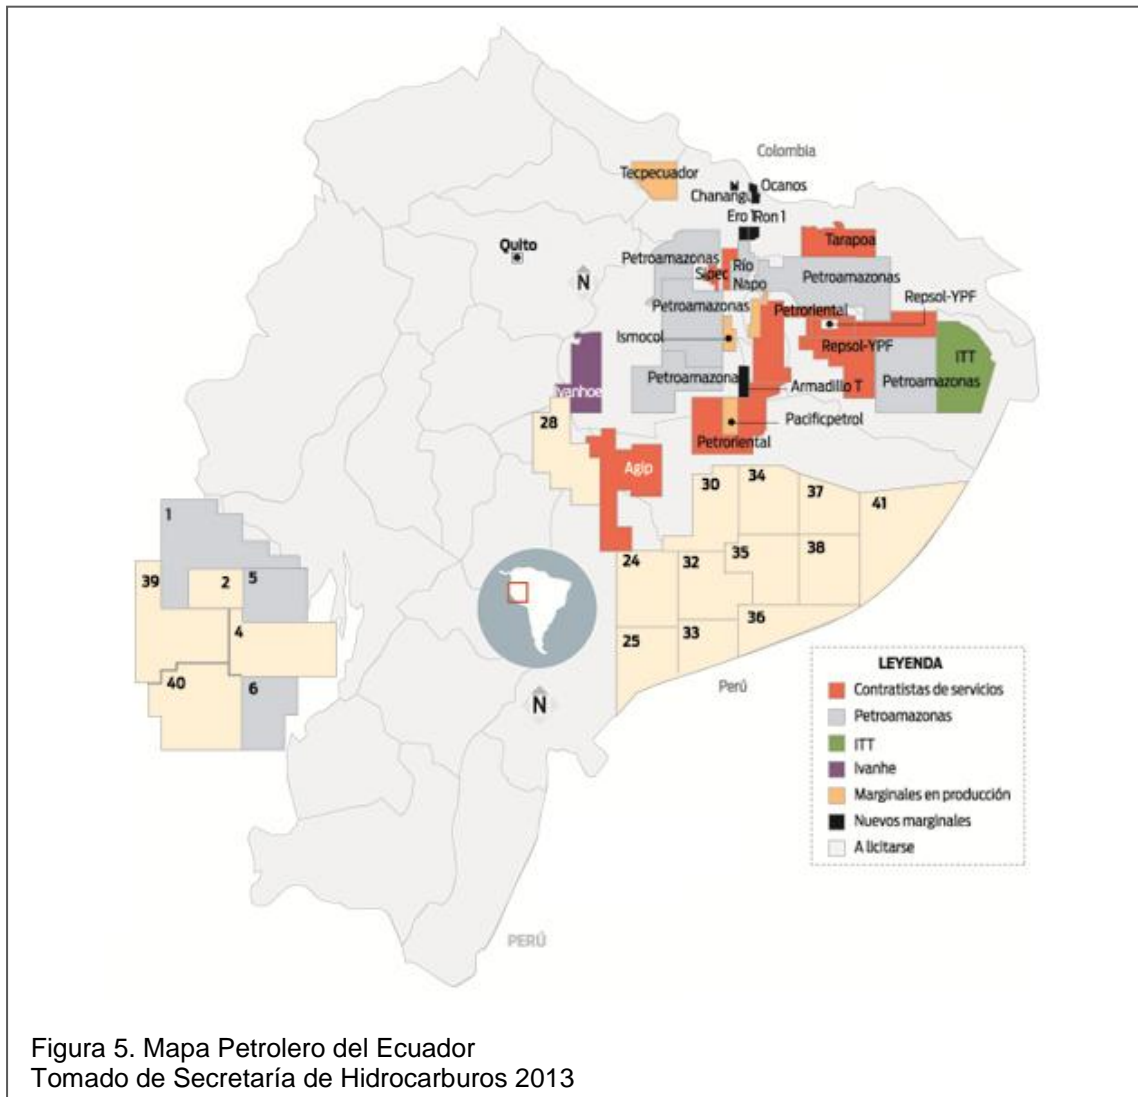 Colombia
Tecpecuador
Ocanos
Chanangu
Ero 1
Ron 1
Quito
Petroamazonas
Tarapoa
N
Sipec
Río
Napo
Petroamazonas
Petroamazonas
Repsol-YPF
Petroriental
Ismocol
Repsol-YPF
ITT
Petroamazona
Petroamazonas
Armadillo T
Ivanhoe
Pacificpetrol
28
Petroriental
Agip
30
34
37
41
1
24
32
35
38
39
2
5
4
25
33
36
40
6
Perú
N
LEYENDA
Contratistas de servicios
Petroamazonas
ITT
Ivanhe
Marginales en producción
Nuevos marginales
A licitarse
PERÚ
Figura 5. Mapa Petrolero del Ecuador
Tomado de Secretaría de Hidrocarburos 2013